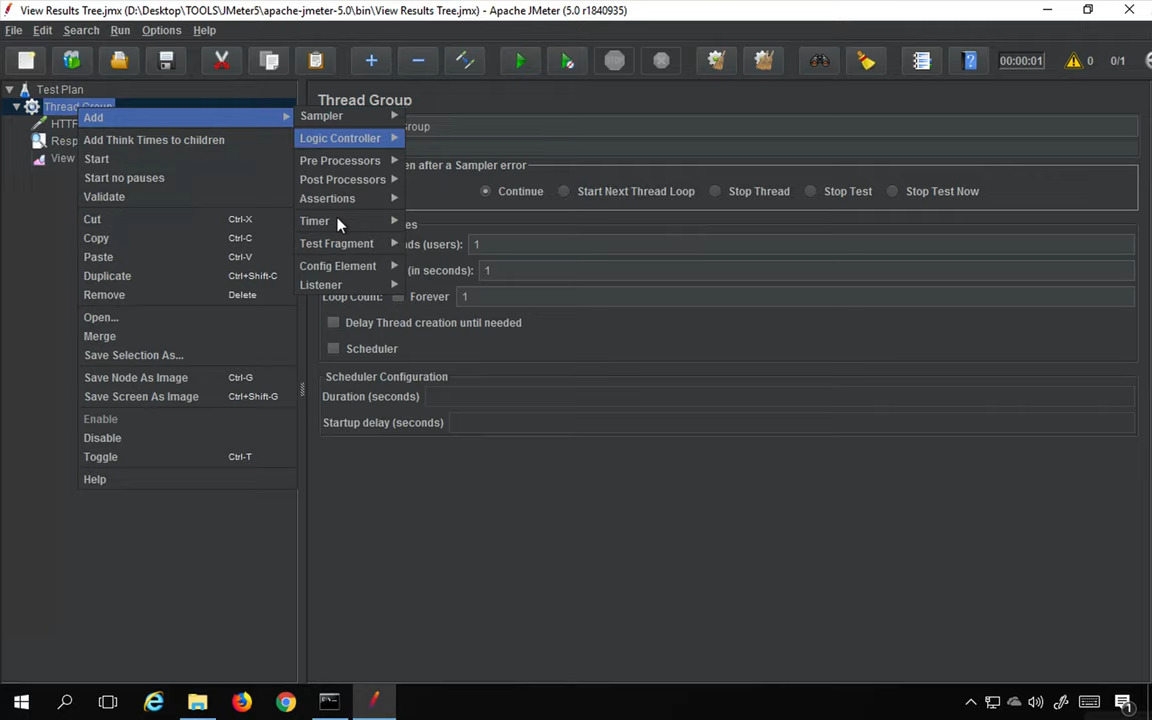 View Results Tree.jmx (D:\Desktop\TOOLS\JMeter5\apache-jmeter-5.0\bin\View Results Tree.jmx) - Apache JMeter (5.0 r1840935)
File Edit Search Run Options Help
00:00:01 0 0/1
Test Plan
Thread Group
HTT
Resp
View
Add
Add Think Times to children
Start
Start no pauses
Validate
Cut Ctrl-X
Copy Ctrl-C
Paste Ctrl-V
Duplicate Ctrl+Shift-C
Remove Delete
Open...
Merge
Save Selection As...
Save Node As Image Ctrl-G
Save Screen As Image Ctrl+Shift-G
Enable
Disable
Toggle Ctrl-T
Help
Sampler
Logic Controller
Pre Processors
Post Processors
Assertions
Timer
Test Fragment
Config Element
Listener
Thread Group
Group
en after a Sampler error
Continue Start Next Thread Loop Stop Thread Stop Test Stop Test Now
es
ds (users): 1
(in seconds): 1
Loop Count: Forever 1
Delay Thread creation until needed
Scheduler
Scheduler Configuration
Duration (seconds)
Startup delay (seconds)
1